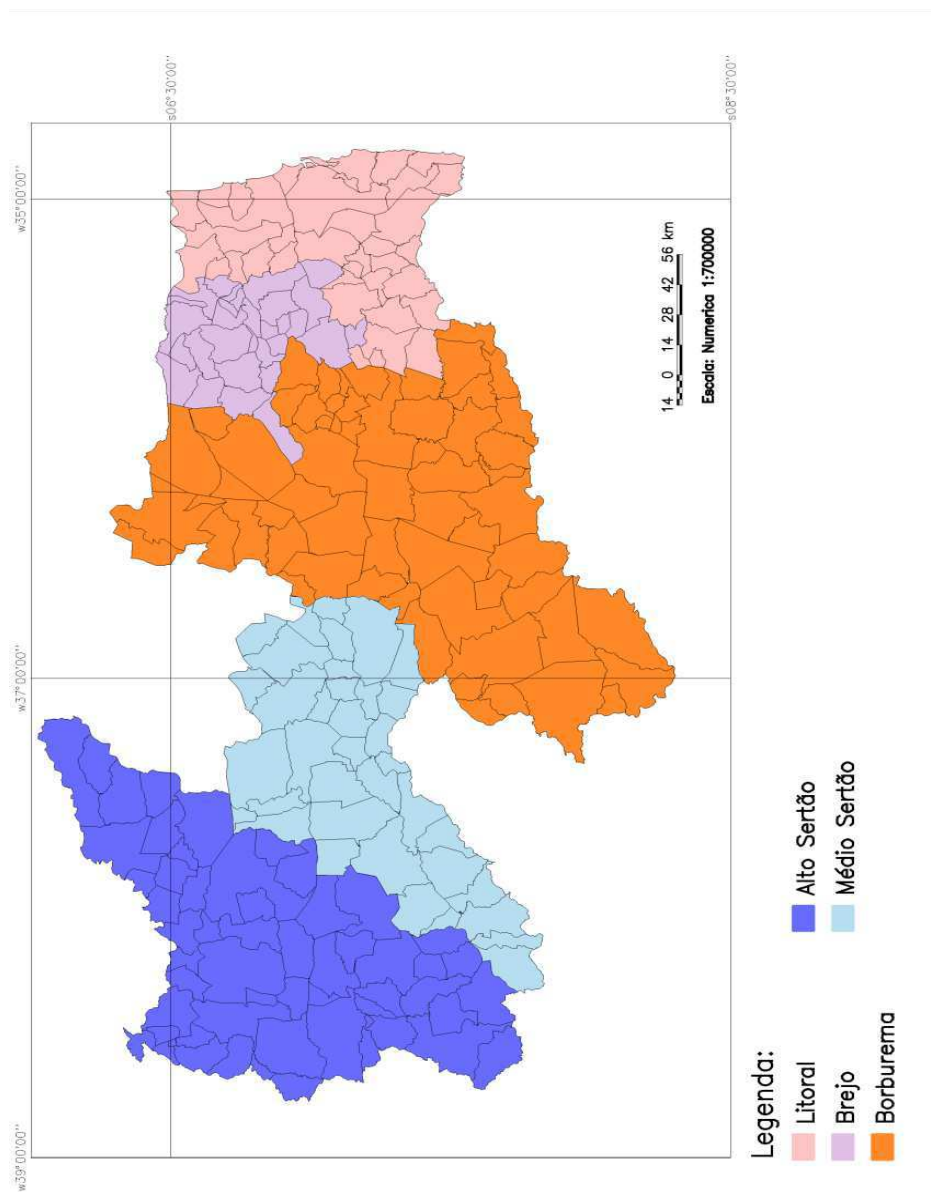 w39°00'00'' w37°00'00'' w35°00'00''
s06°30'00''
14 0 14 28 42 56 km
Escala: Numerica 1:700000
s08°30'00''
Legenda:
Litoral
Brejo
Borburema
Alto Sertão
Médio Sertão